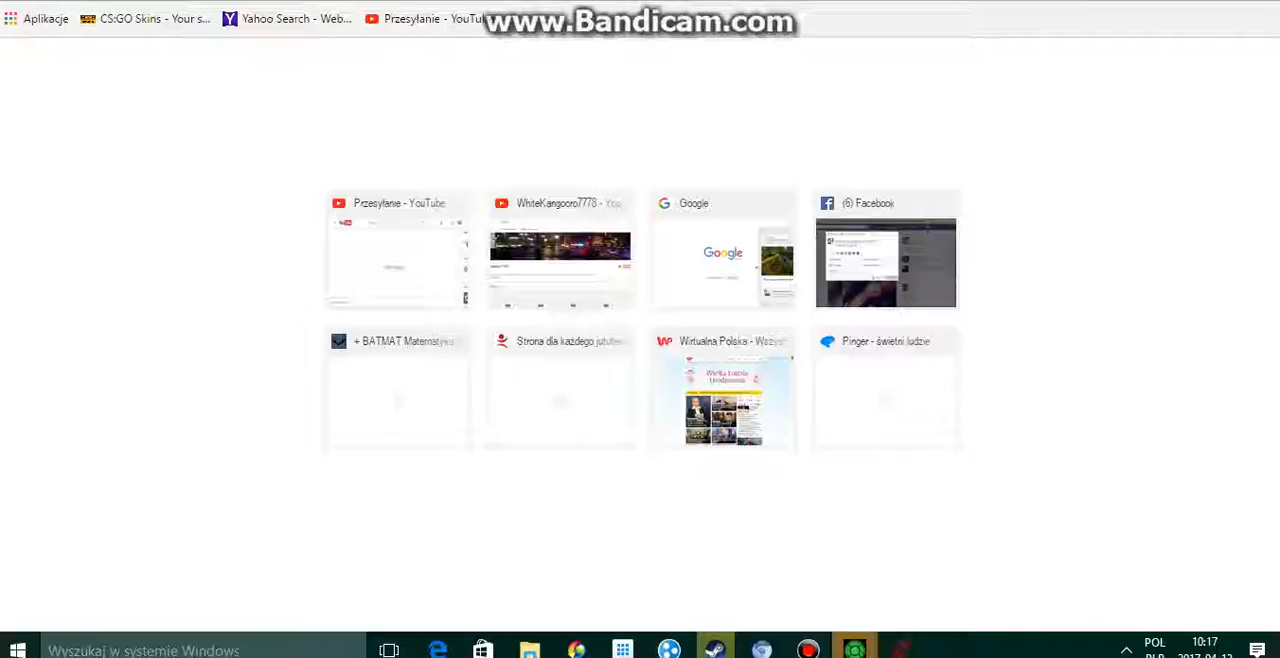 Aplikacje CS:GO Skins - Your s... Yahoo Search - Web... Przesyłanie - YouTu
www.Bandicam.com
Przesyłanie - YouTube WhiteKangooro7778 - You Google (6) Facebook
Google
+ BATMAT Matematyka Strona dla każdego jutube Wirtualna Polska - Wszys Pinger - świetni ludzie
Wyszukaj w systemie Windows POL 10:17